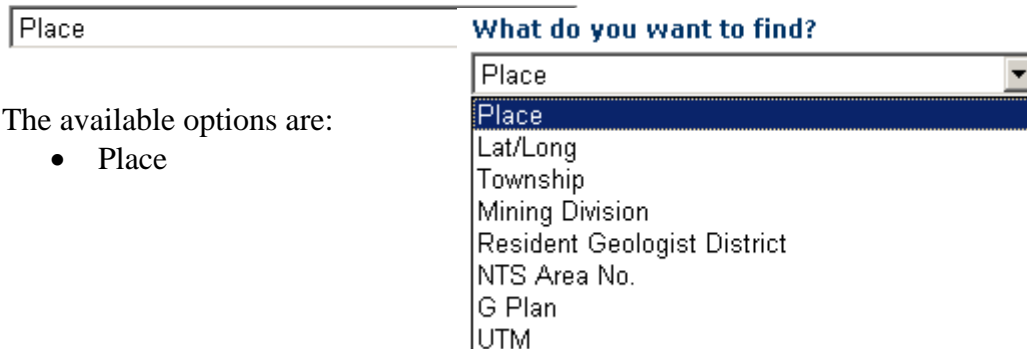 Place
What do you want to find?
Place
The available options are:
• Place
Place
Lat/Long
Township
Mining Division
Resident Geologist District
NTS Area No.
G Plan
UTM